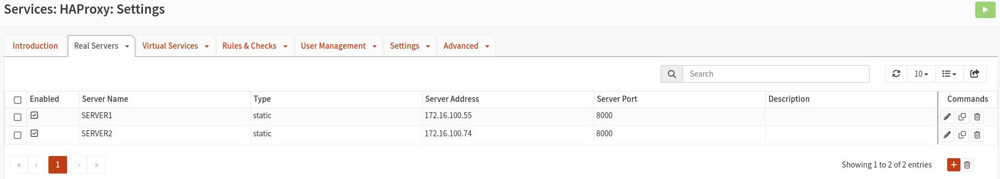 Services: HAProxy: Settings
Introduction Real Servers Virtual Services Rules & Checks User Management Settings Advanced
Search 10
Enabled Server Name Type Server Address Server Port Description Commands
SERVER1 static 172.16.100.55 8000
SERVER2 static 172.16.100.74 8000
« ‹ 1 › » Showing 1 to 2 of 2 entries